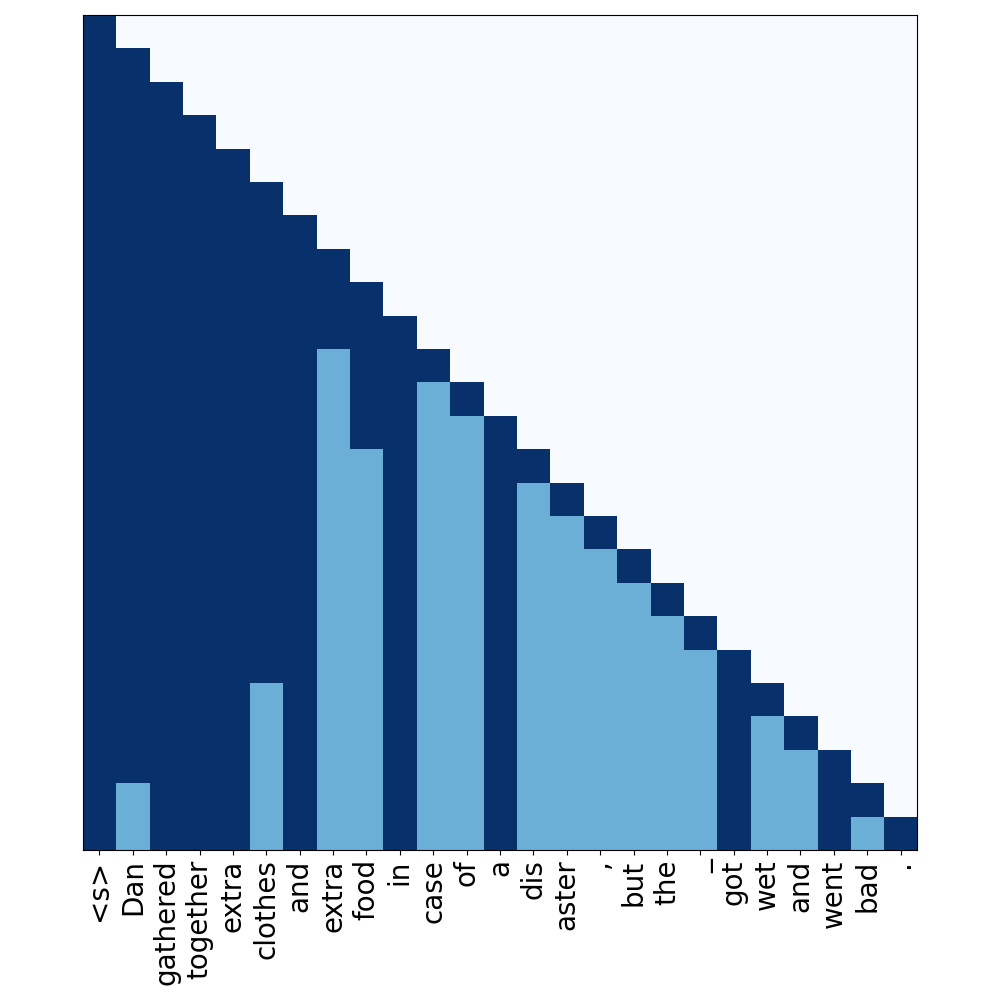 <s>
Dan
gathered
together
extra
clothes
and
extra
food
in
case
of
a
dis
aster
,
but
the
_
got
wet
and
went
bad
.